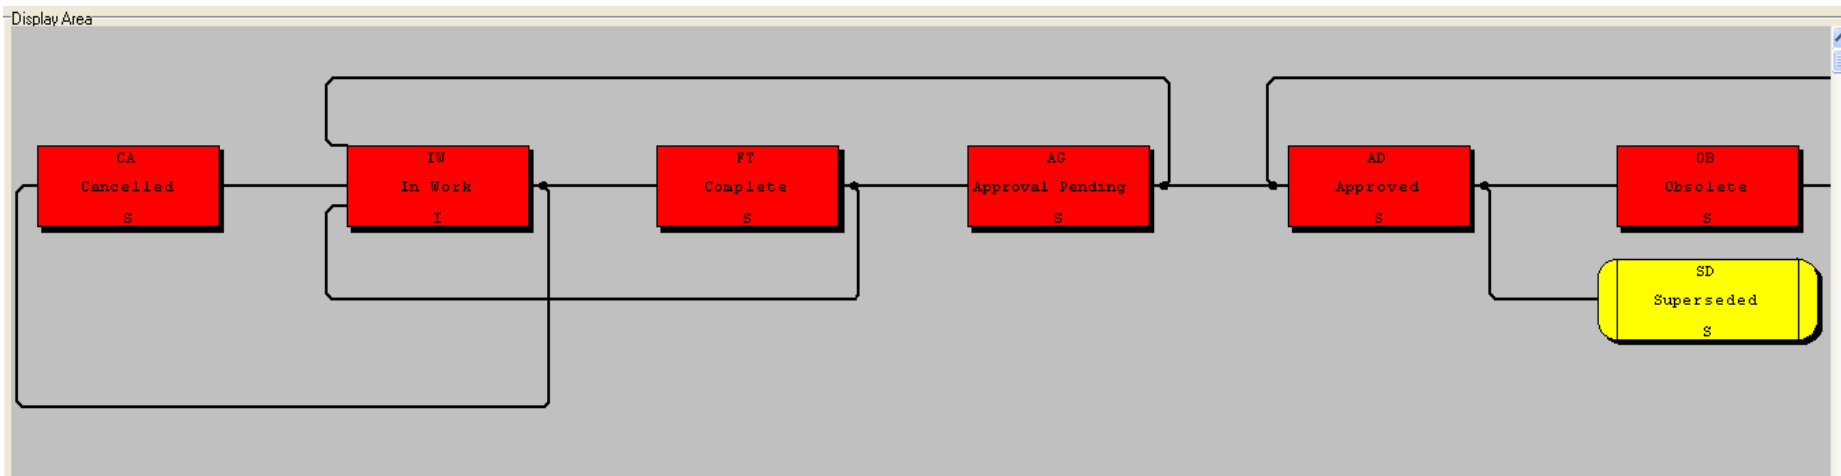 Display Area
CA
Cancelled
S
IW
In Work
I
FT
Complete
S
AG
Approval Pending
S
AD
Approved
S
OB
Obsolete
S
SD
Superseded
S